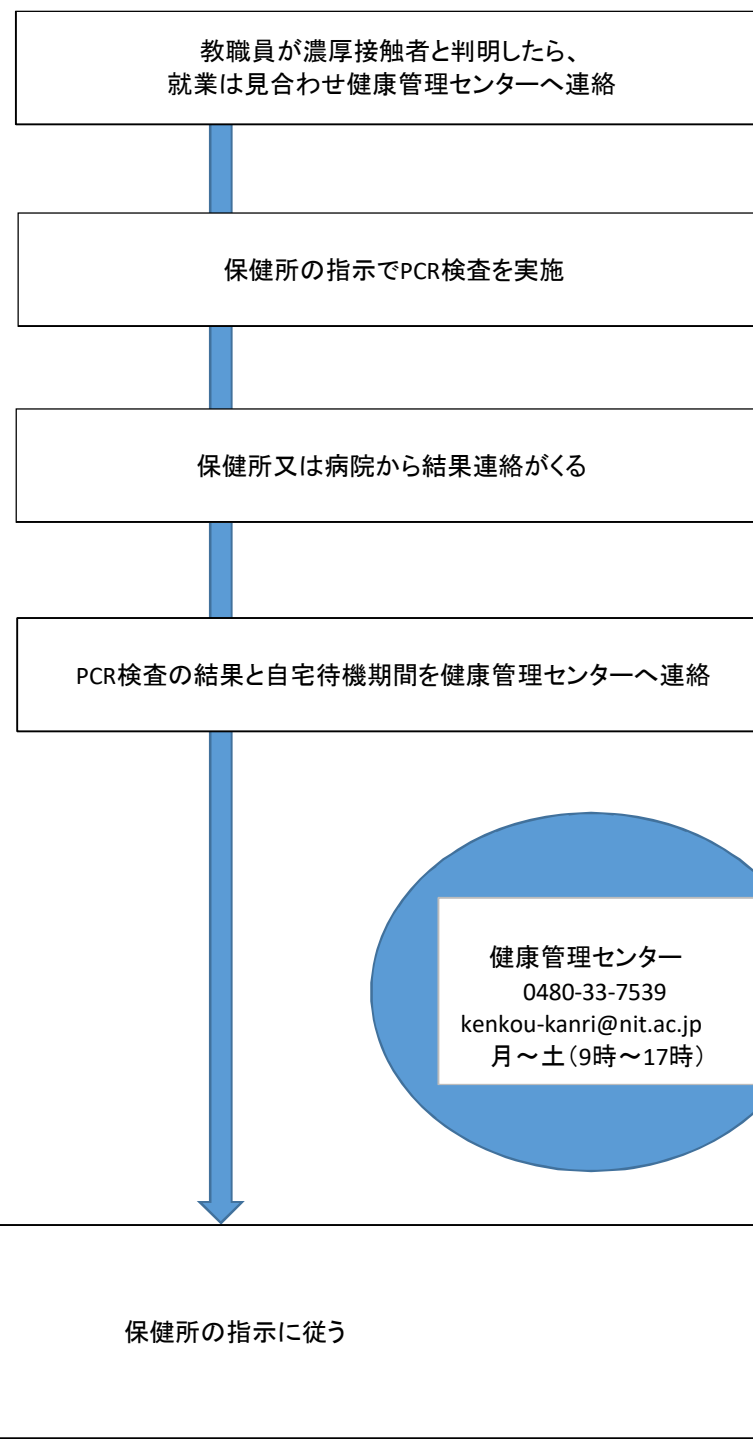 教職員が濃厚接触者と判明したら、
就業は見合わせ健康管理センターへ連絡
保健所の指示でPCR検査を実施
保健所又は病院から結果連絡がくる
PCR検査の結果と自宅待機期間を健康管理センターへ連絡
健康管理センター
0480-33-7539
kenkou-kanri@nit.ac.jp
月～土（9時～17時）
保健所の指示に従う